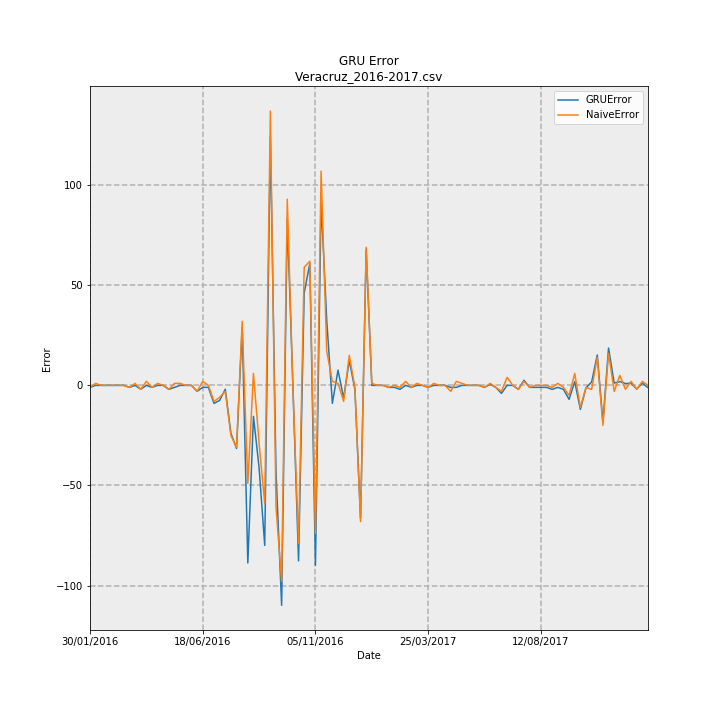 GRU Error
Veracruz_2016-2017.csv
GRUError
NaiveError
100
50
0
−50
−100
Error
30/01/2016
18/06/2016
05/11/2016
25/03/2017
12/08/2017
Date